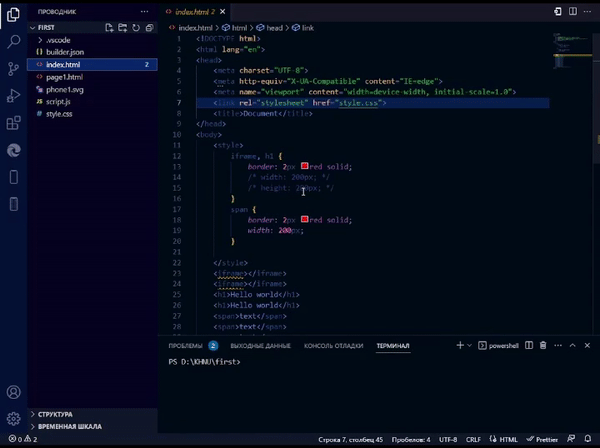 ПРОВОДНИК
FIRST
.vscode
builder.json
index.html 2
page1.html
phone1.svg
script.js
style.css
СТРУКТУРА
ВРЕМЕННАЯ ШКАЛА
index.html 2
index.html > html > head > link
1 <!DOCTYPE html>
2 <html lang="en">
3 <head>
4 <meta charset="UTF-8">
5 <meta http-equiv="X-UA-Compatible" content="IE=edge">
6 <meta name="viewport" content="width=device-width, initial-scale=1.0">
7 <link rel="stylesheet" href="style.css">
8 <title>Document</title>
9 </head>
10 <body>
11 <style>
12 iframe, h1 {
13 border: 2px red solid;
14 /* width: 200px; */
15 /* height: 200px; */
16 }
17 span {
18 border: 2px red solid;
19 width: 200px;
20 }
21
22 </style>
23 <iframe></iframe>
24 <iframe></iframe>
25 <h1>Hello world</h1>
26 <h1>Hello world</h1>
27 <span>text</span>
28 <span>text</span>
ПРОБЛЕМЫ 2 ВЫХОДНЫЕ ДАННЫЕ КОНСОЛЬ ОТЛАДКИ ТЕРМИНАЛ powershell
PS D:\KHNU\first>
0 2 Строка 7, столбец 45 Пробелов: 4 UTF-8 CRLF HTML Prettier